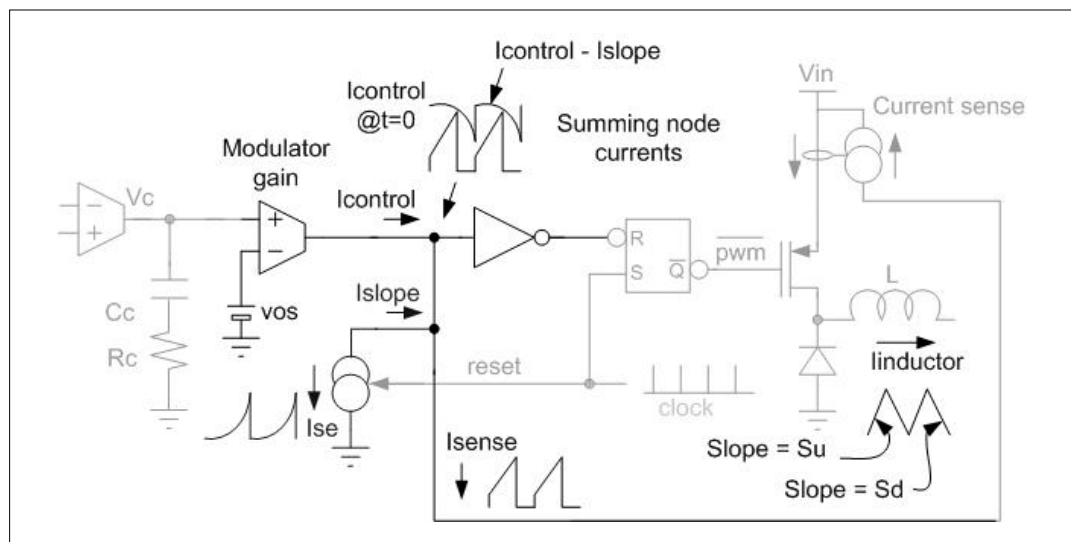 Icontrol - Islope
Icontrol
@t=0
Summing node
currents
Vin
Current sense
Modulator
gain
Vc
Icontrol
+
−
−
+
R
S
Q
pwm
L
Cc
Rc
vos
Islope
Ise
reset
clock
Iinductor
Isense
Slope = Su
Slope = Sd